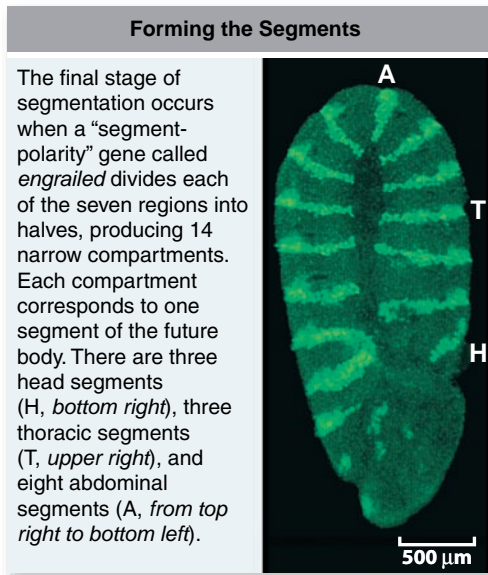 Forming the Segments
The final stage of
segmentation occurs
when a “segment-
polarity” gene called
engrailed divides each
of the seven regions into
halves, producing 14
narrow compartments.
Each compartment
corresponds to one
segment of the future
body. There are three
head segments
(H, bottom right), three
thoracic segments
(T, upper right), and
eight abdominal
segments (A, from top
right to bottom left).
A
T
H
500 µm